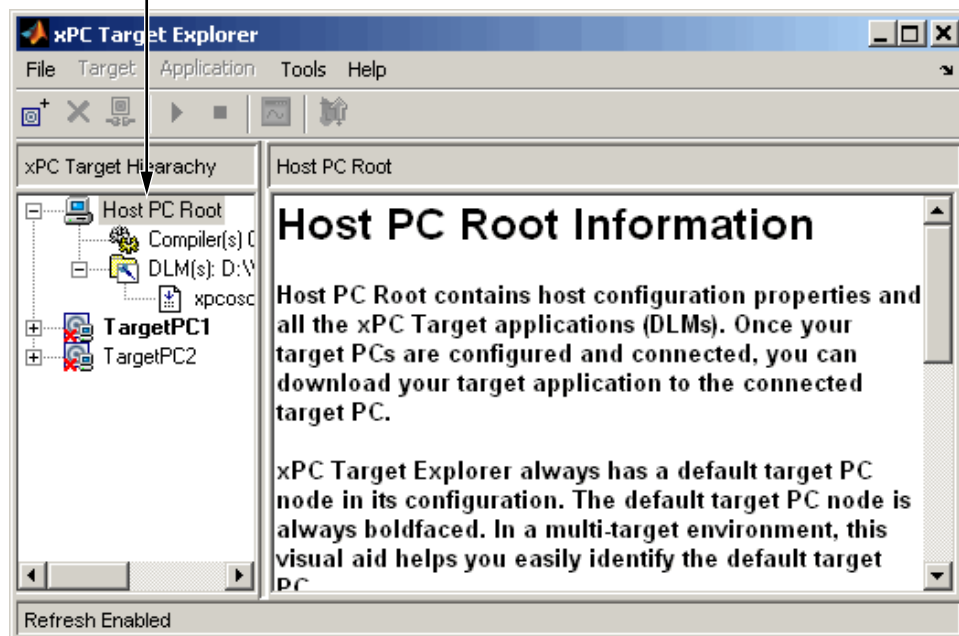 xPC Target Explorer
File Target Application Tools Help
xPC Target Hiearachy
Host PC Root
Host PC Root
Compiler(s)
DLM(s): D:\
xpcosc
TargetPC1
TargetPC2
Host PC Root Information
Host PC Root contains host configuration properties and
all the xPC Target applications (DLMs). Once your
target PCs are configured and connected, you can
download your target application to the connected
target PC.
xPC Target Explorer always has a default target PC
node in its configuration. The default target PC node is
always boldfaced. In a multi-target environment, this
visual aid helps you easily identify the default target
PC
Refresh Enabled